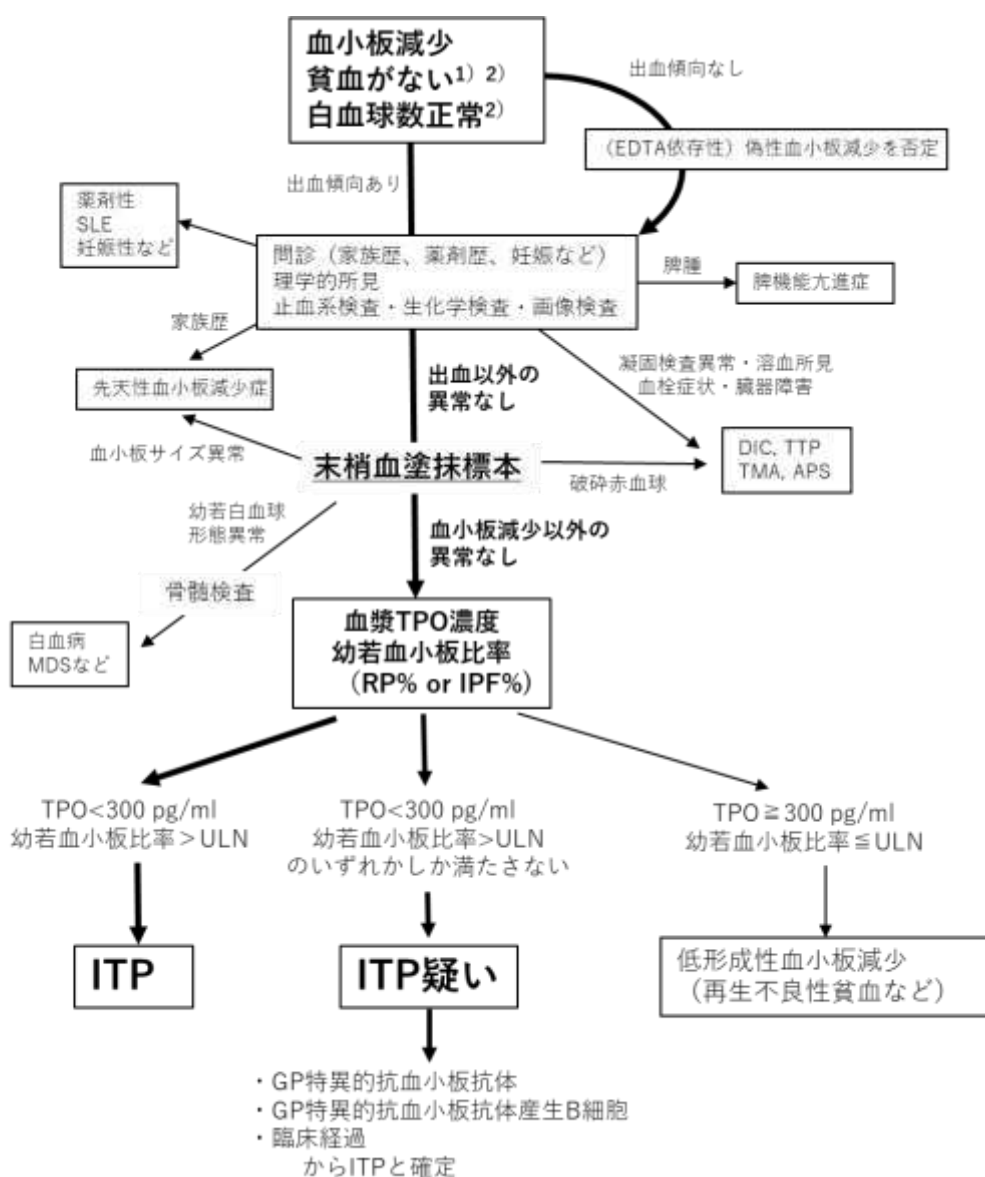 血小板減少
貧血がない1) 2)
白血球数正常2)
出血傾向なし
(EDTA依存性)偽性血小板減少を否定
出血傾向あり
薬剤性
SLE
妊娠性など
問診(家族歴、薬剤歴、妊娠など)
理学的所見
止血系検査・生化学検査・画像検査
脾腫
脾機能亢進症
家族歴
先天性血小板減少症
出血以外の
異常なし
凝固検査異常・溶血所見
血栓症状・臓器障害
血小板サイズ異常
末梢血塗抹標本
破砕赤血球
DIC, TTP
TMA, APS
幼若白血球
形態異常
血小板減少以外の
異常なし
骨髄検査
白血病
MDSなど
血漿TPO濃度
幼若血小板比率
(RP% or IPF%)
TPO<300 pg/ml
幼若血小板比率>ULN
TPO<300 pg/ml
幼若血小板比率>ULN
のいずれかしか満たさない
TPO≧300 pg/ml
幼若血小板比率≦ULN
ITP
ITP疑い
低形成性血小板減少
(再生不良性貧血など)
・GP特異的抗血小板抗体
・GP特異的抗血小板抗体産生B細胞
・臨床経過
からITPと確定